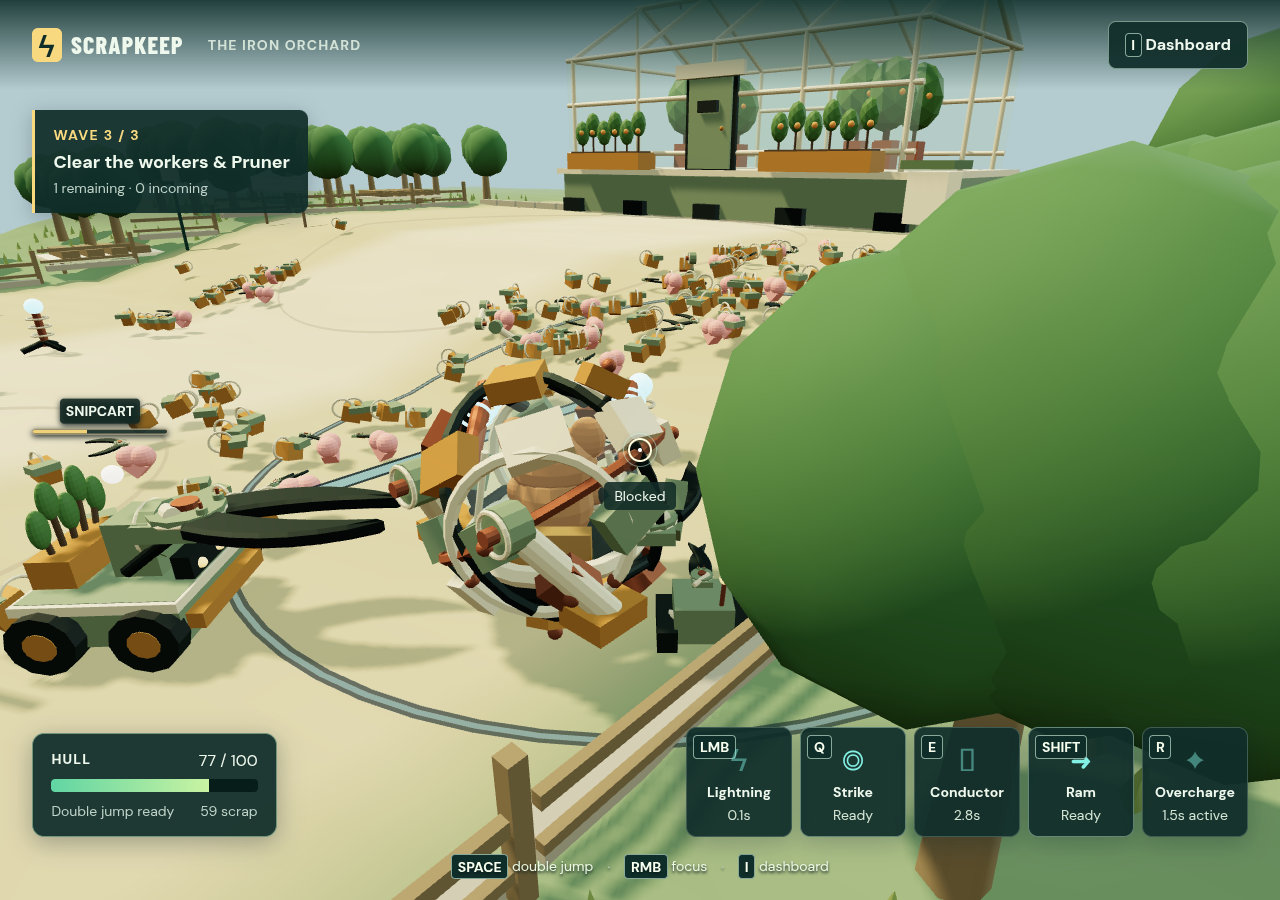 SCRAPKEEP
THE IRON ORCHARD
I Dashboard
WAVE 3 / 3
Clear the workers & Pruner
1 remaining · 0 incoming
SNIPCART
Blocked
HULL 77 / 100
Double jump ready 59 scrap
LMB
Lightning
0.1s
Q
Strike
Ready
E
Conductor
2.8s
SHIFT
Ram
Ready
R
Overcharge
1.5s active
SPACE double jump · RMB focus · I dashboard